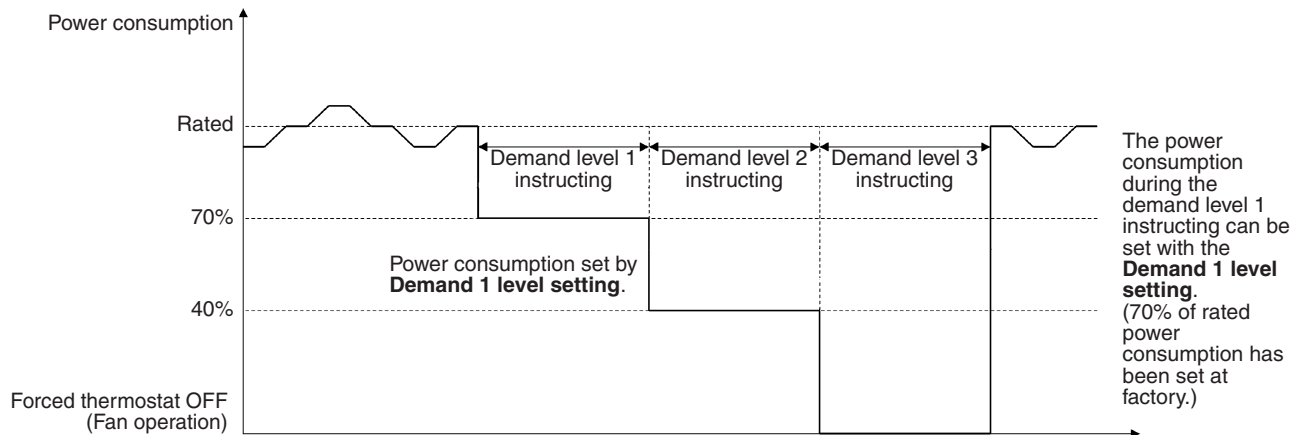 Power consumption
Rated
Demand level 1
instructing
Demand level 2
instructing
Demand level 3
instructing
70%
Power consumption set by
Demand 1 level setting.
40%
Forced thermostat OFF
(Fan operation)
The power
consumption
during the
demand level 1
instructing can be
set with the
Demand 1 level
setting.
(70% of rated
power
consumption has
been set at
factory.)